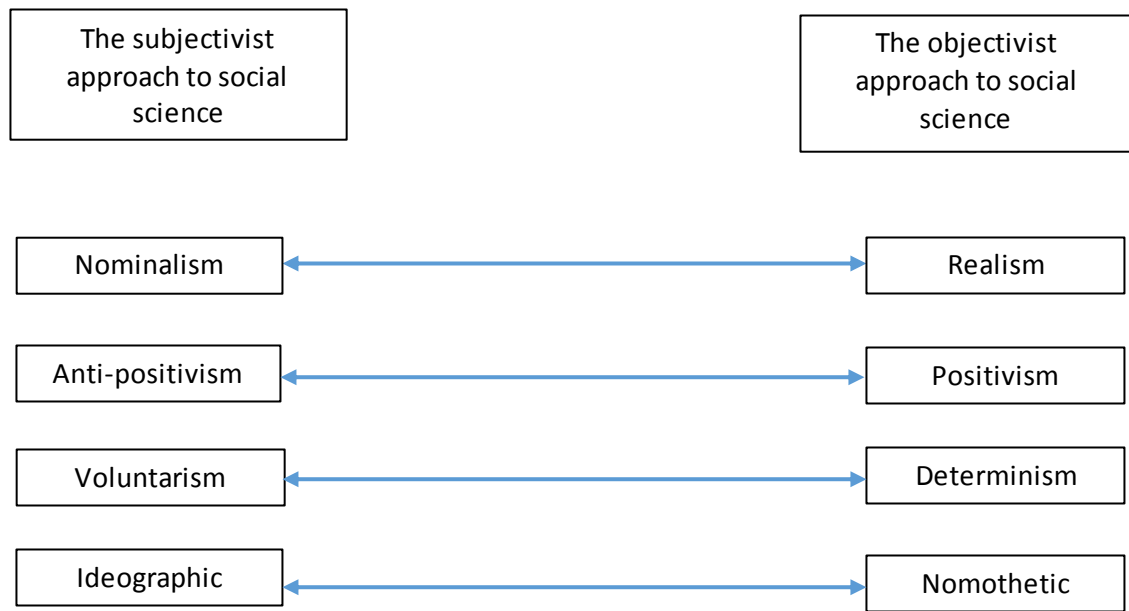 The subjectivist
approach to social
science
The objectivist
approach to social
science
Nominalism
Realism
Anti-positivism
Positivism
Voluntarism
Determinism
Ideographic
Nomothetic